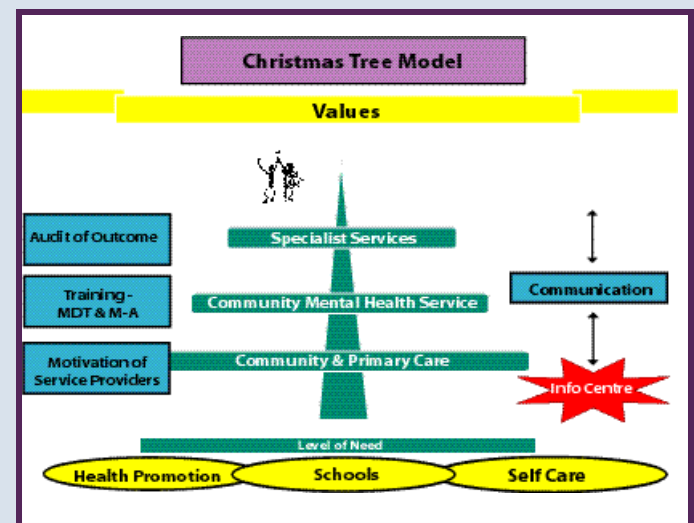 Christmas Tree Model
Values
Audit of Outcome
Specialist Services
Training -
MDT & M-A
Community Mental Health Service
Communication
Motivation of
Service Providers
Community & Primary Care
Info Centre
Level of Need
Health Promotion
Schools
Self Care